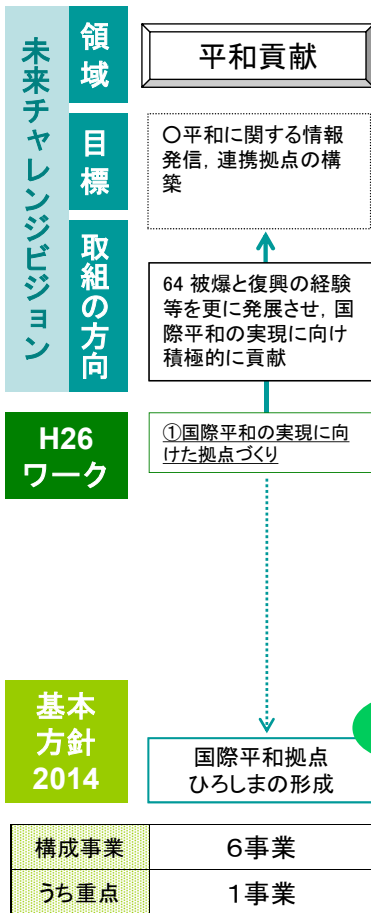 未来チャレンジビジョン
領域
平和貢献
目標
〇平和に関する情報
発信，連携拠点の構
築
取組の方向
64 被爆と復興の経験
等を更に発展させ，国
際平和の実現に向け
積極的に貢献
H26
ワーク
①国際平和の実現に向
けた拠点づくり
基本
方針
2014
国際平和拠点
ひろしまの形成
構成事業
６事業
うち重点
１事業